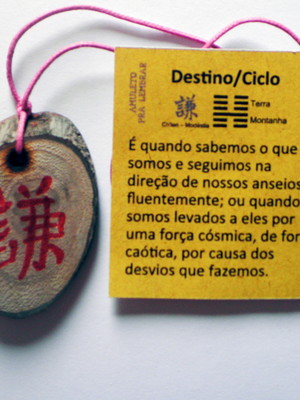 謙
AMULETO
PRA LEMBRAR
Destino/Ciclo
謙
Terra
Montanha
É quando sabemos o que
somos e seguimos na
direção de nossos anseios
fluentemente; ou quando
somos levados a eles por
uma força cósmica, de for
caótica, por causa dos
desvios que fazemos.